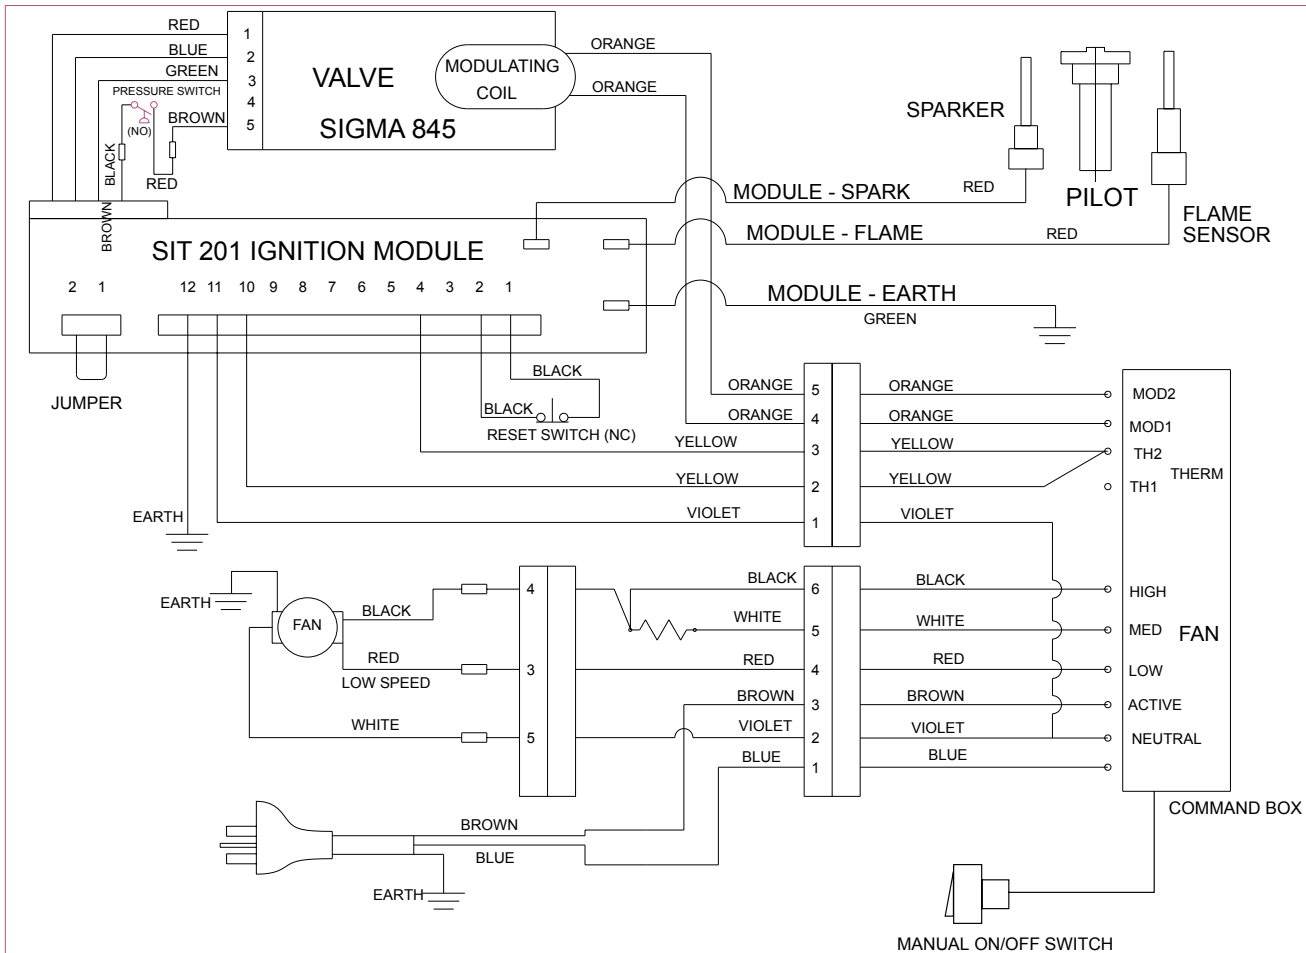 RED
1
BLUE
2
GREEN
3
PRESSURE SWITCH
4
(NO)
BROWN
5
BLACK
RED
VALVE
SIGMA 845
MODULATING
COIL
ORANGE
ORANGE
SPARKER
PILOT
FLAME
SENSOR
MODULE - SPARK
RED
MODULE - FLAME
RED
MODULE - EARTH
GREEN
BROWN
SIT 201 IGNITION MODULE
2 1 12 11 10 9 8 7 6 5 4 3 2 1
JUMPER
BLACK
BLACK
RESET SWITCH (NC)
ORANGE 5 ORANGE MOD2
ORANGE 4 ORANGE MOD1
YELLOW 3 YELLOW TH2
THERM
YELLOW 2 YELLOW TH1
EARTH
VIOLET 1 VIOLET
EARTH
FAN
BLACK 4 BLACK 6 BLACK HIGH
WHITE 5 WHITE MED
FAN
RED 3 RED 4 RED LOW
LOW SPEED
BROWN 3 BROWN ACTIVE
WHITE 5 VIOLET 2 VIOLET NEUTRAL
BLUE 1 BLUE
COMMAND BOX
BROWN
BLUE
EARTH
MANUAL ON/OFF SWITCH